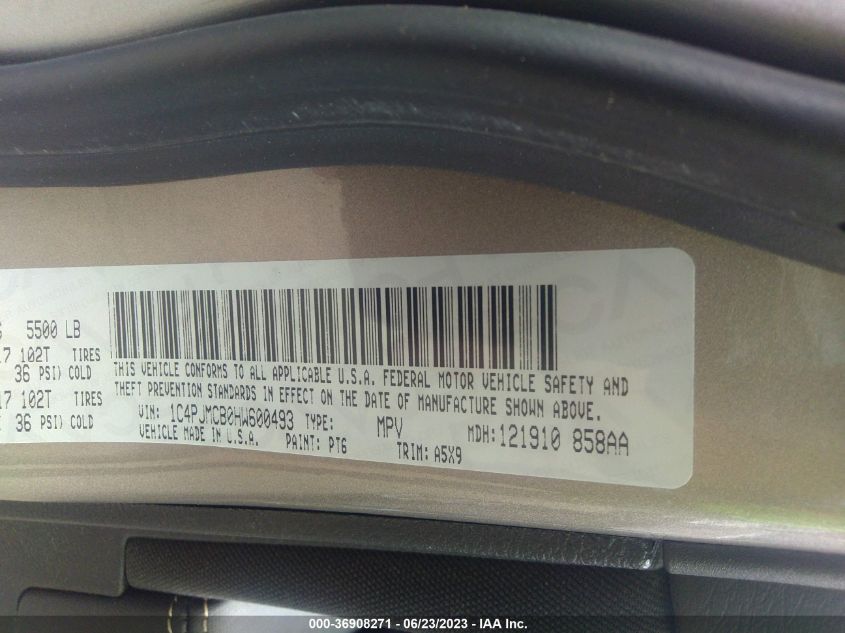 5500 LB
17 102T TIRES
36 PSI) COLD
17 102T TIRES
36 PSI) COLD
THIS VEHICLE CONFORMS TO ALL APPLICABLE U.S.A. FEDERAL MOTOR VEHICLE SAFETY AND
THEFT PREVENTION STANDARDS IN EFFECT ON THE DATE OF MANUFACTURE SHOWN ABOVE.
VIN: 1C4PJMCB0HW600493 TYPE: MPV MDH:121910 858AA
VEHICLE MADE IN U.S.A. PAINT: PT6 TRIM: A5X9
000-36908271 - 06/23/2023 - IAA Inc.